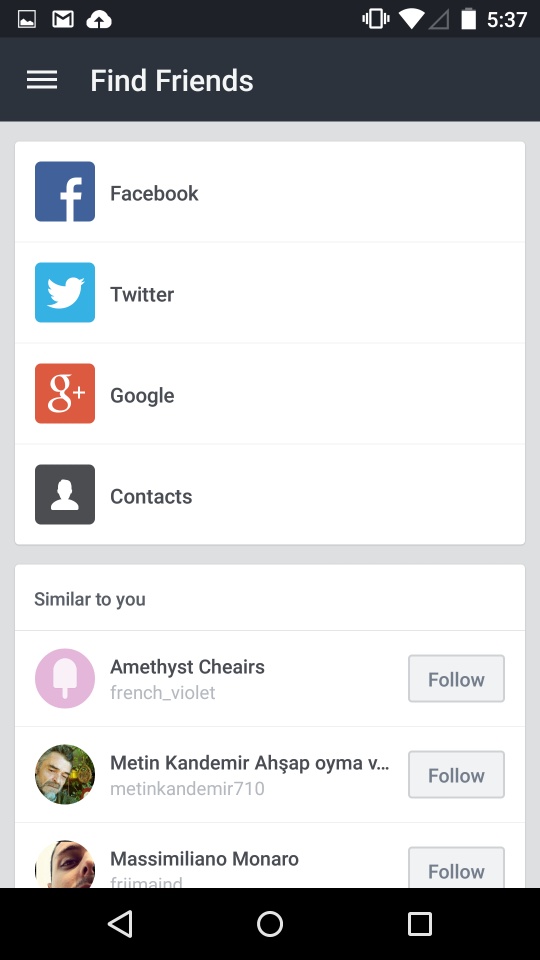 5:37
Find Friends
Facebook
Twitter
g+
Google
Contacts
Similar to you
Amethyst Cheairs
french_violet
Follow
Metin Kandemir Ahşap oyma v...
metinkandemir710
Follow
Massimiliano Monaro
Follow